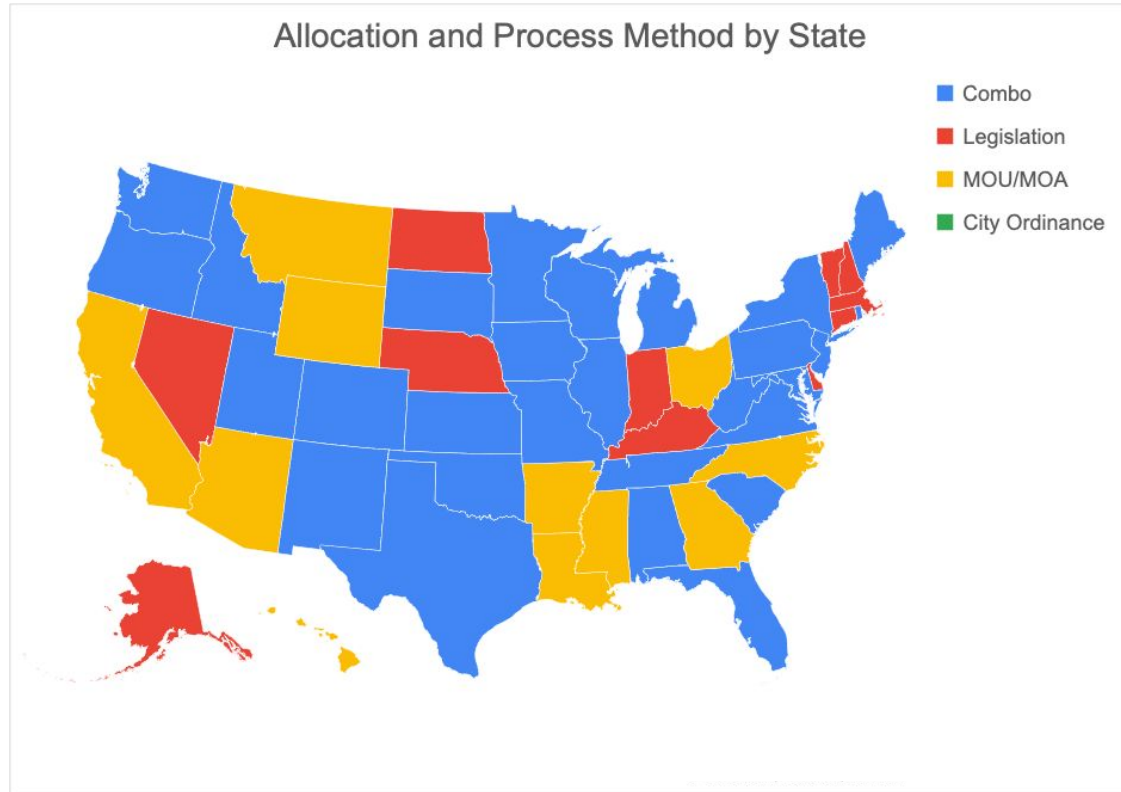 Allocation and Process Method by State
Combo
Legislation
MOU/MOA
City Ordinance